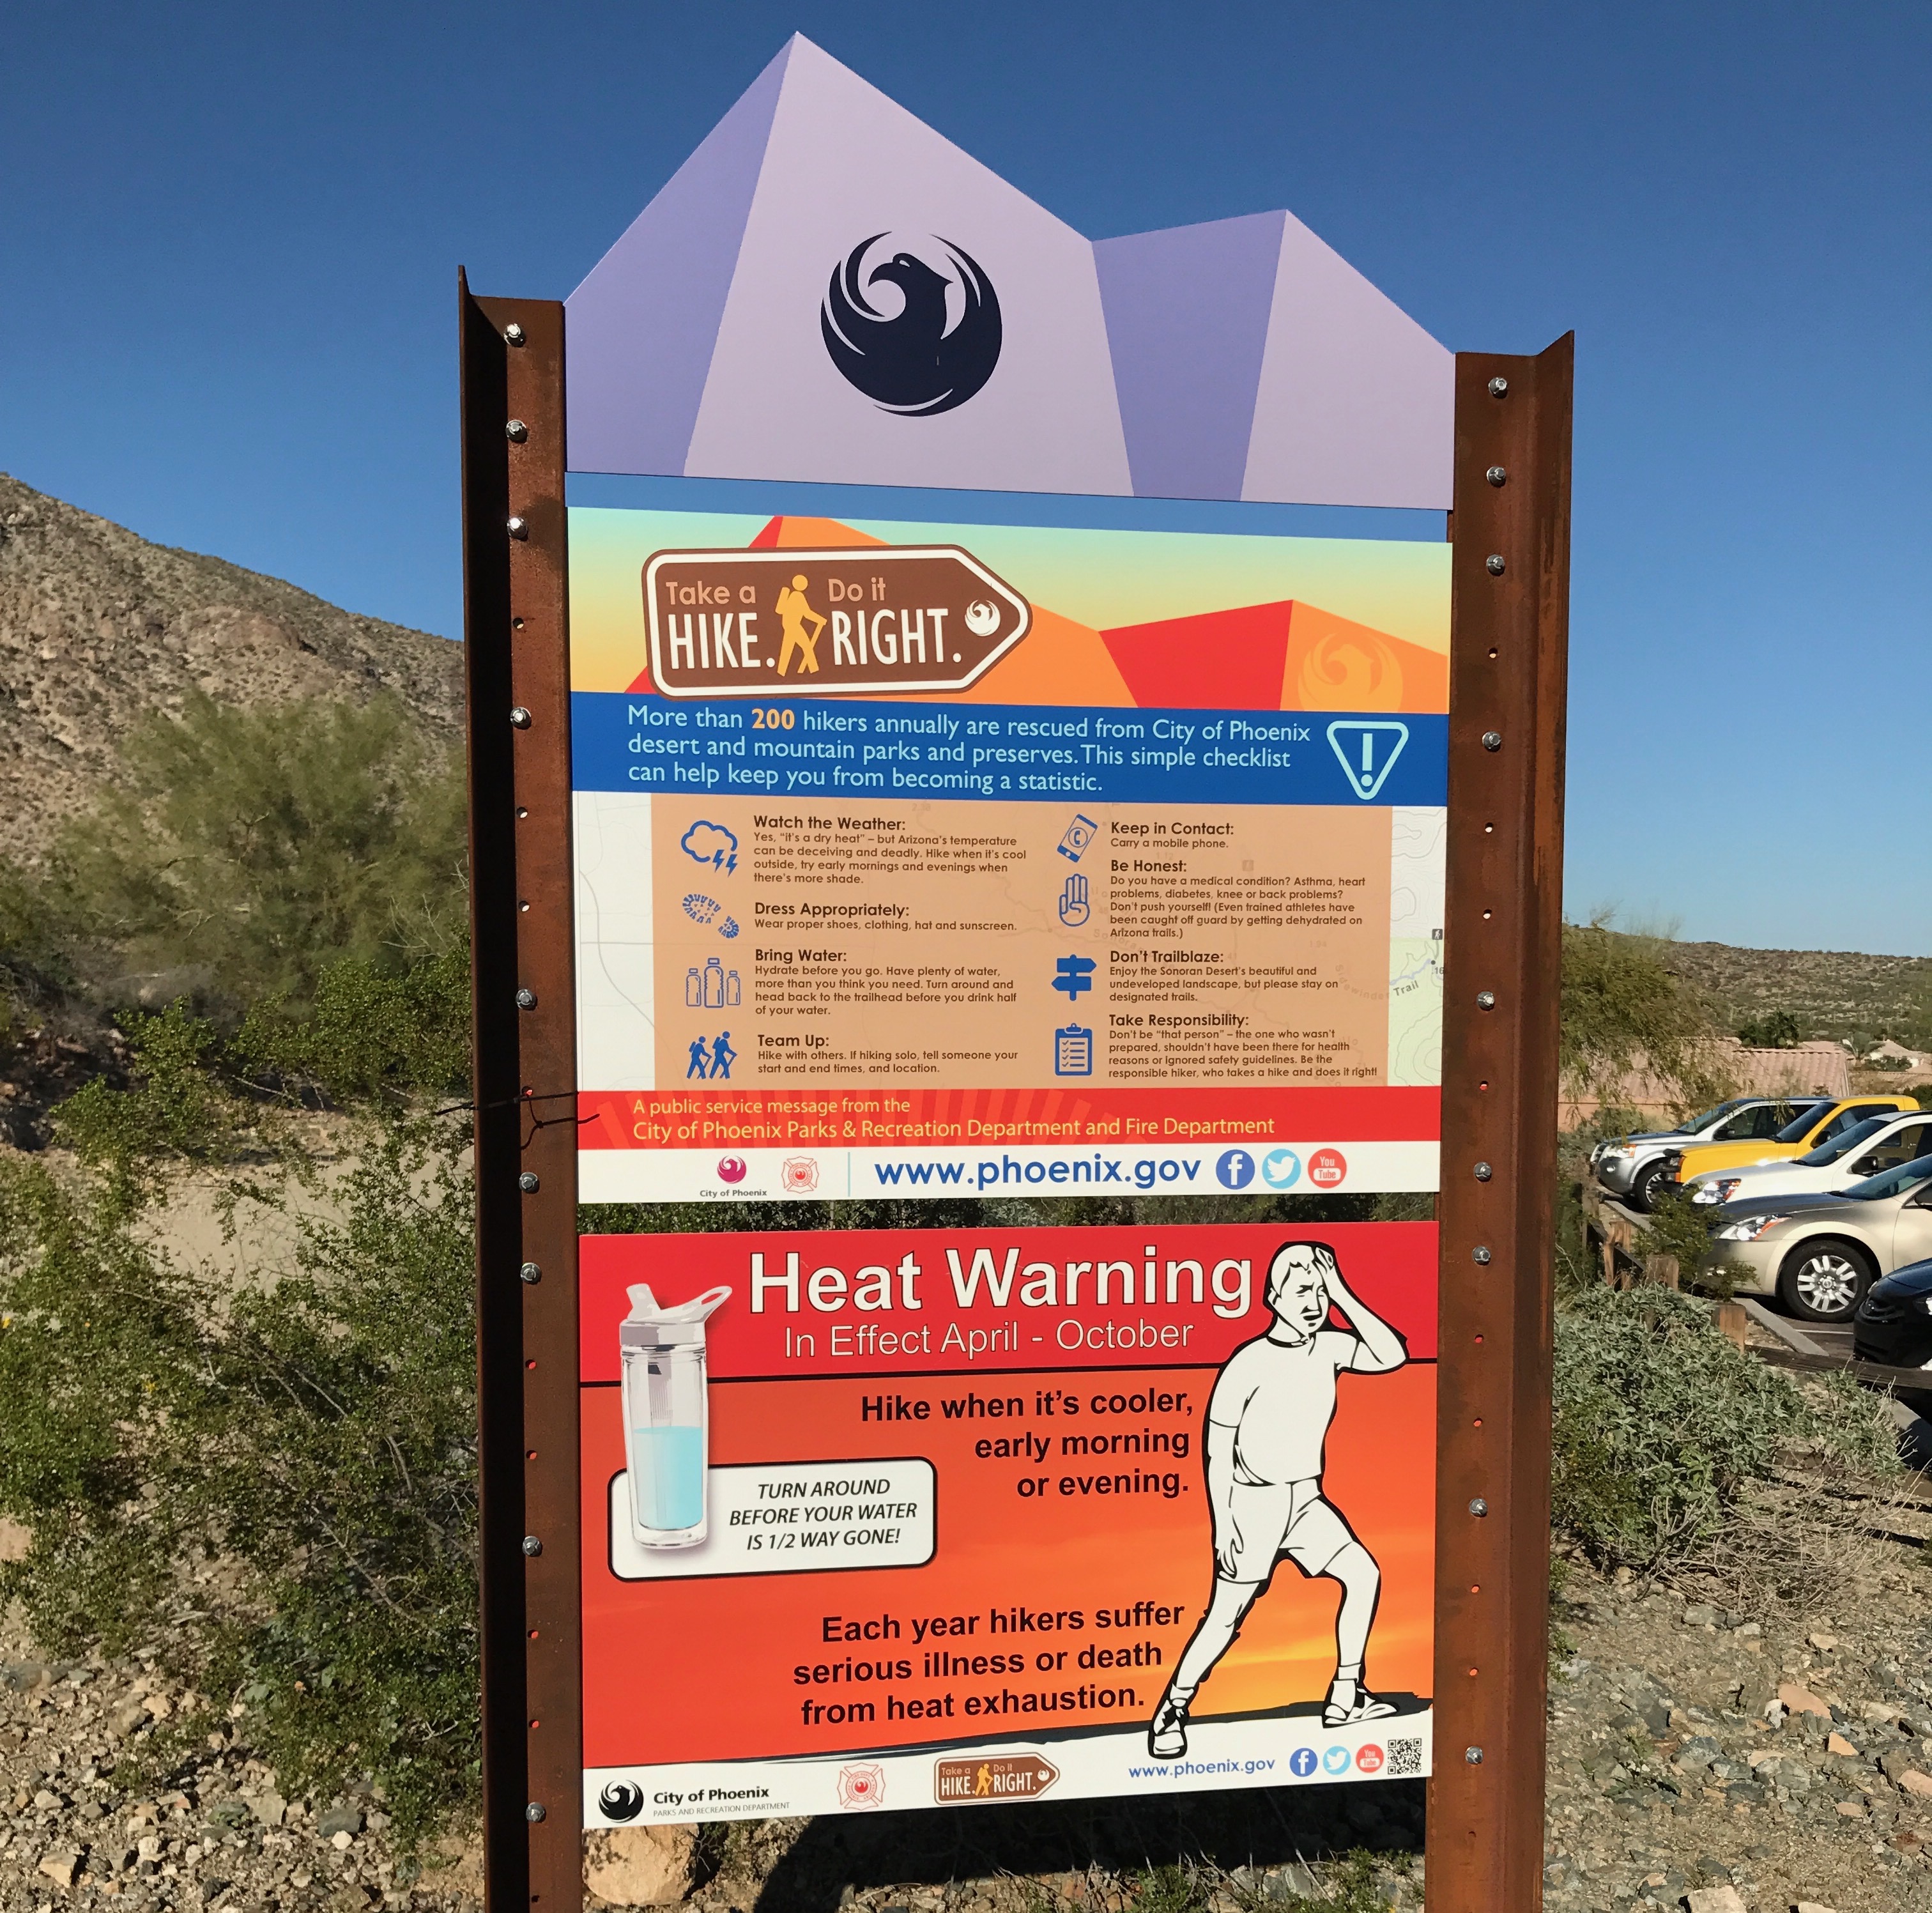 Take a
HIKE.
Do it
RIGHT.
More than 200 hikers annually are rescued from City of Phoenix
desert and mountain parks and preserves. This simple checklist
can help keep you from becoming a statistic.
Watch the Weather:
Yes, "it's a dry heat" – but Arizona's temperature
can be deceiving and deadly. Hike when it's cool
outside, try early mornings and evenings when
there's more shade.
Dress Appropriately:
Wear proper shoes, clothing, hat and sunscreen.
Bring Water:
Hydrate before you go. Have plenty of water,
more than you think you need. Turn around and
head back to the trailhead before you drink half
of your water.
Team Up:
Hike with others. If hiking solo, tell someone your
start and end times, and location.
Keep in Contact:
Carry a mobile phone.
Be Honest:
Do you have a medical condition? Asthma, heart
problems, diabetes, knee or back problems?
Don't push yourself! (Even trained athletes have
been caught off guard by getting dehydrated on
Arizona trails.)
Don't Trailblaze:
Enjoy the Sonoran Desert's beautiful and
undeveloped landscape, but please stay on
designated trails.
Take Responsibility:
Don't be "that person" – the one who wasn't
prepared, shouldn't have been there for health
reasons or ignored safety guidelines. Be the
responsible hiker, who takes a hike and does it right!
Trail
A public service message from the
City of Phoenix Parks & Recreation Department and Fire Department
City of Phoenix
www.phoenix.gov
You
Tube
Heat Warning
In Effect April - October
Hike when it's cooler,
early morning
or evening.
TURN AROUND
BEFORE YOUR WATER
IS 1/2 WAY GONE!
Each year hikers suffer
serious illness or death
from heat exhaustion.
City of Phoenix
PARKS AND RECREATION DEPARTMENT
Take a
HIKE.
Do it
RIGHT.
www.phoenix.gov
You
Tube